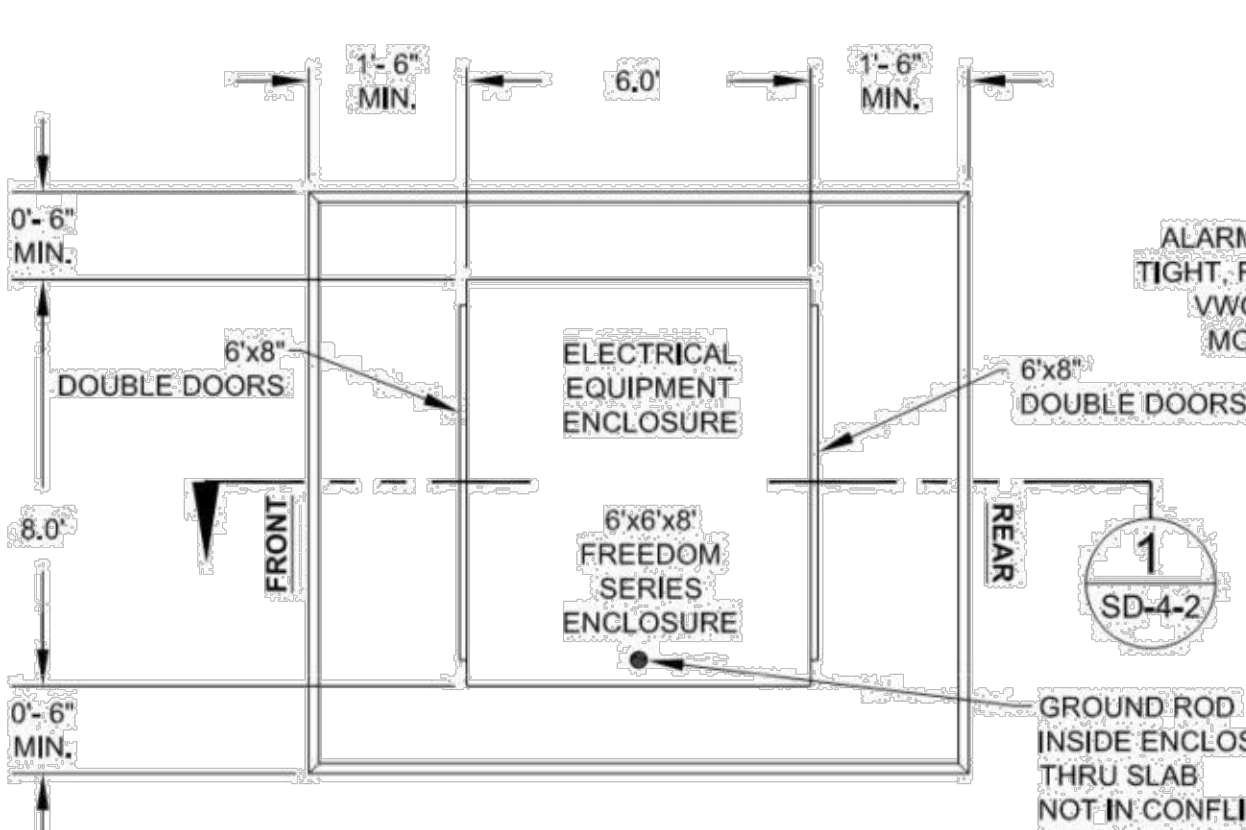 1'- 6"
MIN.
6.0'
1'- 6"
MIN.
0'- 6"
MIN.
ALARM
TIGHT,
6'x8"
DOUBLE DOORS
ELECTRICAL
EQUIPMENT
ENCLOSURE
6'x8"
DOUBLE DOORS
8.0'
FRONT
6'x6'x8'
FREEDOM
SERIES
ENCLOSURE
REAR
1
SD-4-2
0'- 6"
MIN.
GROUND ROD
INSIDE
THRU SLAB
NOT IN